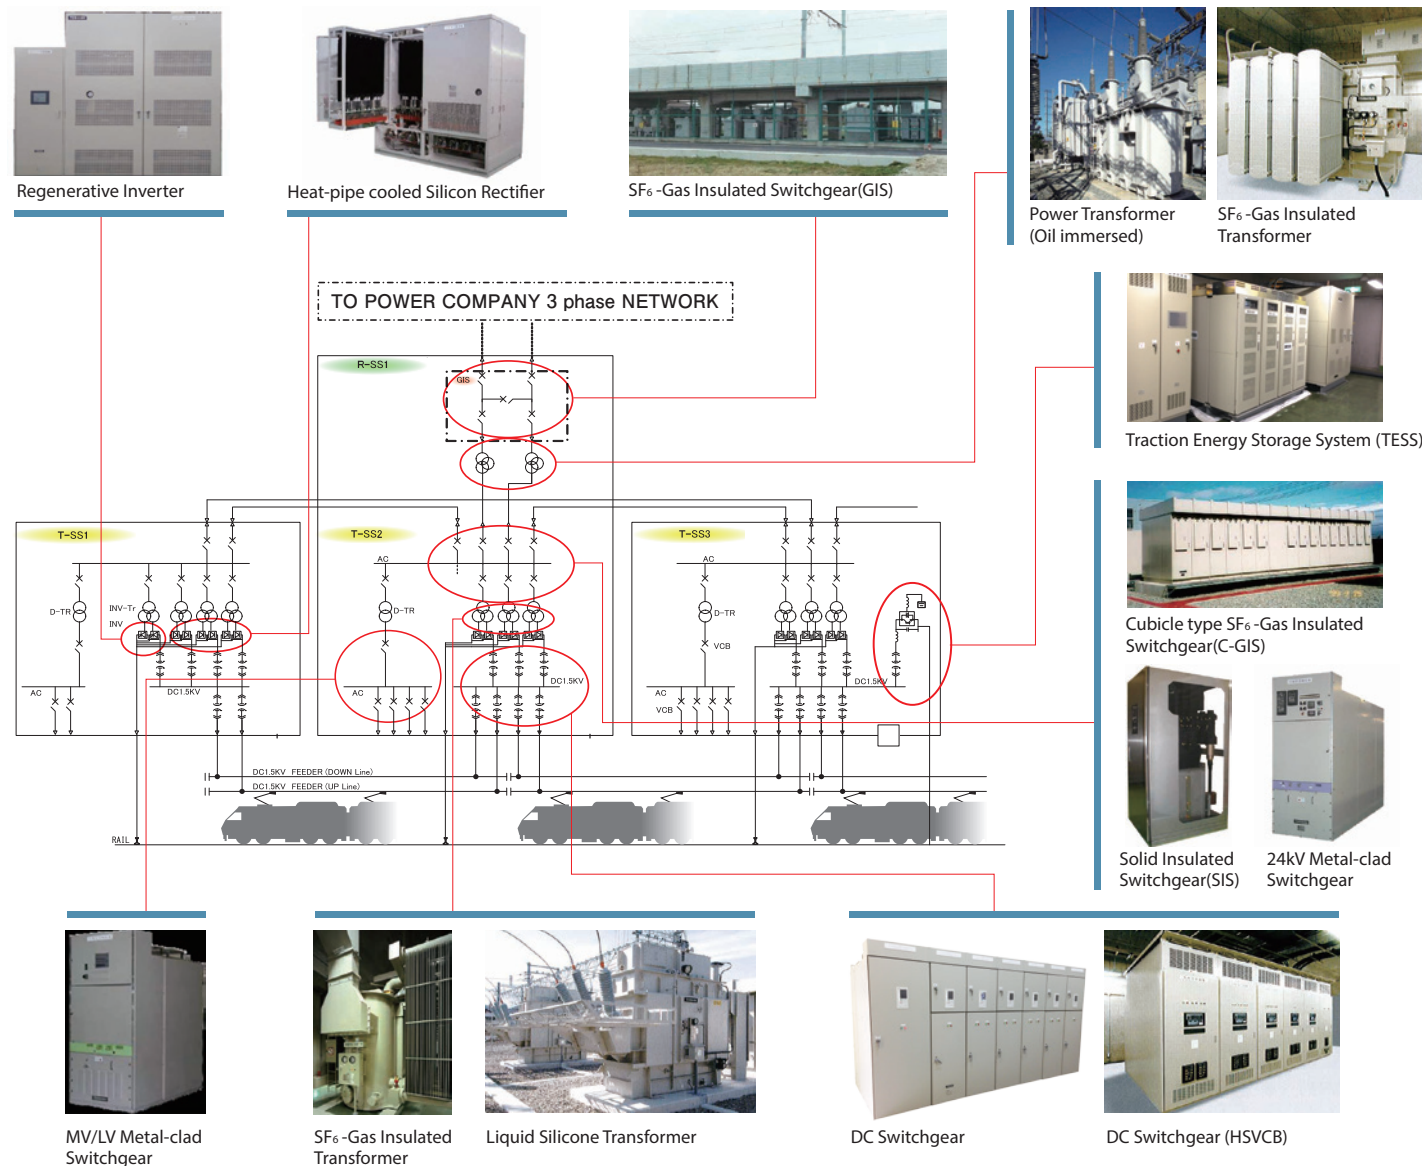 Regenerative Inverter
Heat-pipe cooled Silicon Rectifier
SF₆ -Gas Insulated Switchgear(GIS)
Power Transformer
(Oil immersed)
SF₆ -Gas Insulated
Transformer
TO POWER COMPANY 3 phase NETWORK
R-SS1
GIS
Traction Energy Storage System (TESS)
T-SS1
T-SS2
T-SS3
AC
AC
D-TR
INV-Tr
INV
D-TR
D-TR
VCB
Cubicle type SF₆ -Gas Insulated
Switchgear(C-GIS)
AC
DC1.5KV
AC
DC1.5KV
AC
VCB
DC1.5KV
DC1.5KV FEEDER (DOWN Line)
DC1.5KV FEEDER (UP Line)
RAIL
Solid Insulated
Switchgear(SIS)
24kV Metal-clad
Switchgear
MV/LV Metal-clad
Switchgear
SF₆ -Gas Insulated
Transformer
Liquid Silicone Transformer
DC Switchgear
DC Switchgear (HSVCB)